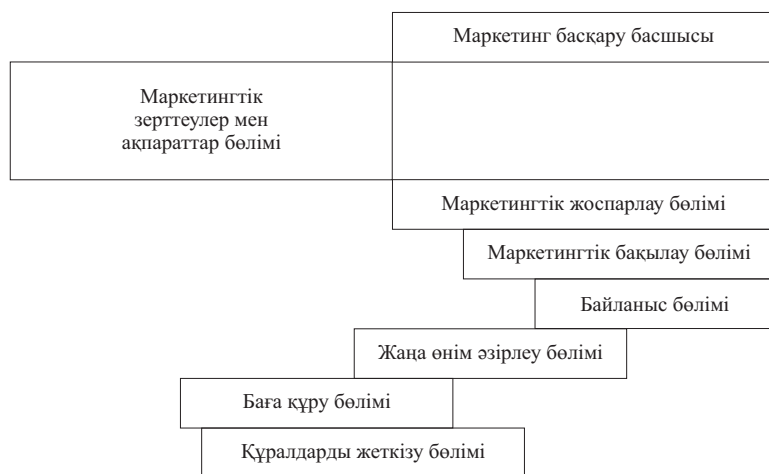 Маркетинг басқару басшысы
Маркетингтік
зерттеулер мен
ақпараттар бөлімі
Маркетингтік жоспарлау бөлімі
Маркетингтік бақылау бөлімі
Байланыс бөлімі
Жаңа өнім әзірлеу бөлімі
Баға құру бөлімі
Құралдарды жеткізу бөлімі